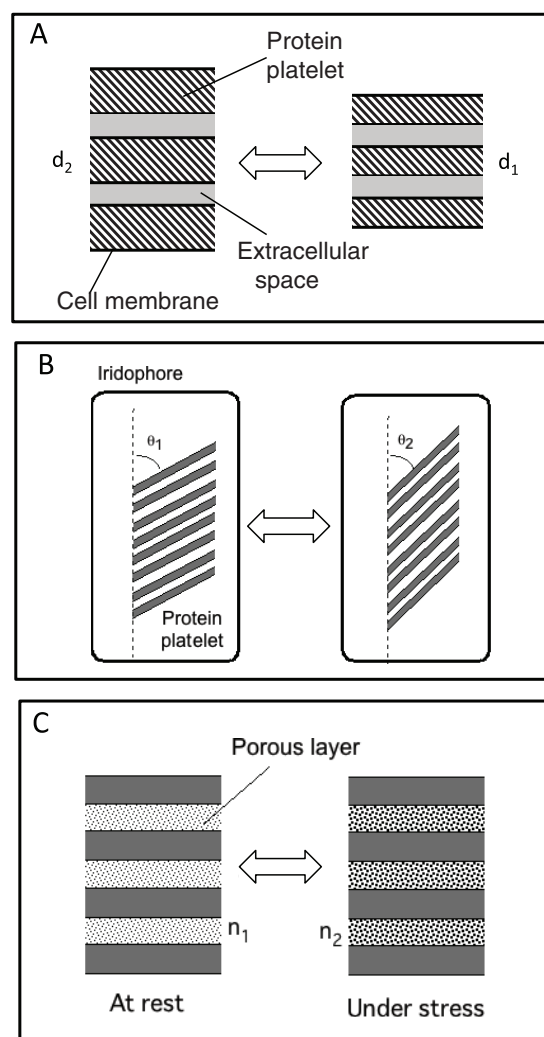 A
Protein
platelet
d2
d1
Extracellular
space
Cell membrane
B
Iridophore
θ1
θ2
Protein
platelet
C
Porous layer
n1
n2
At rest
Under stress